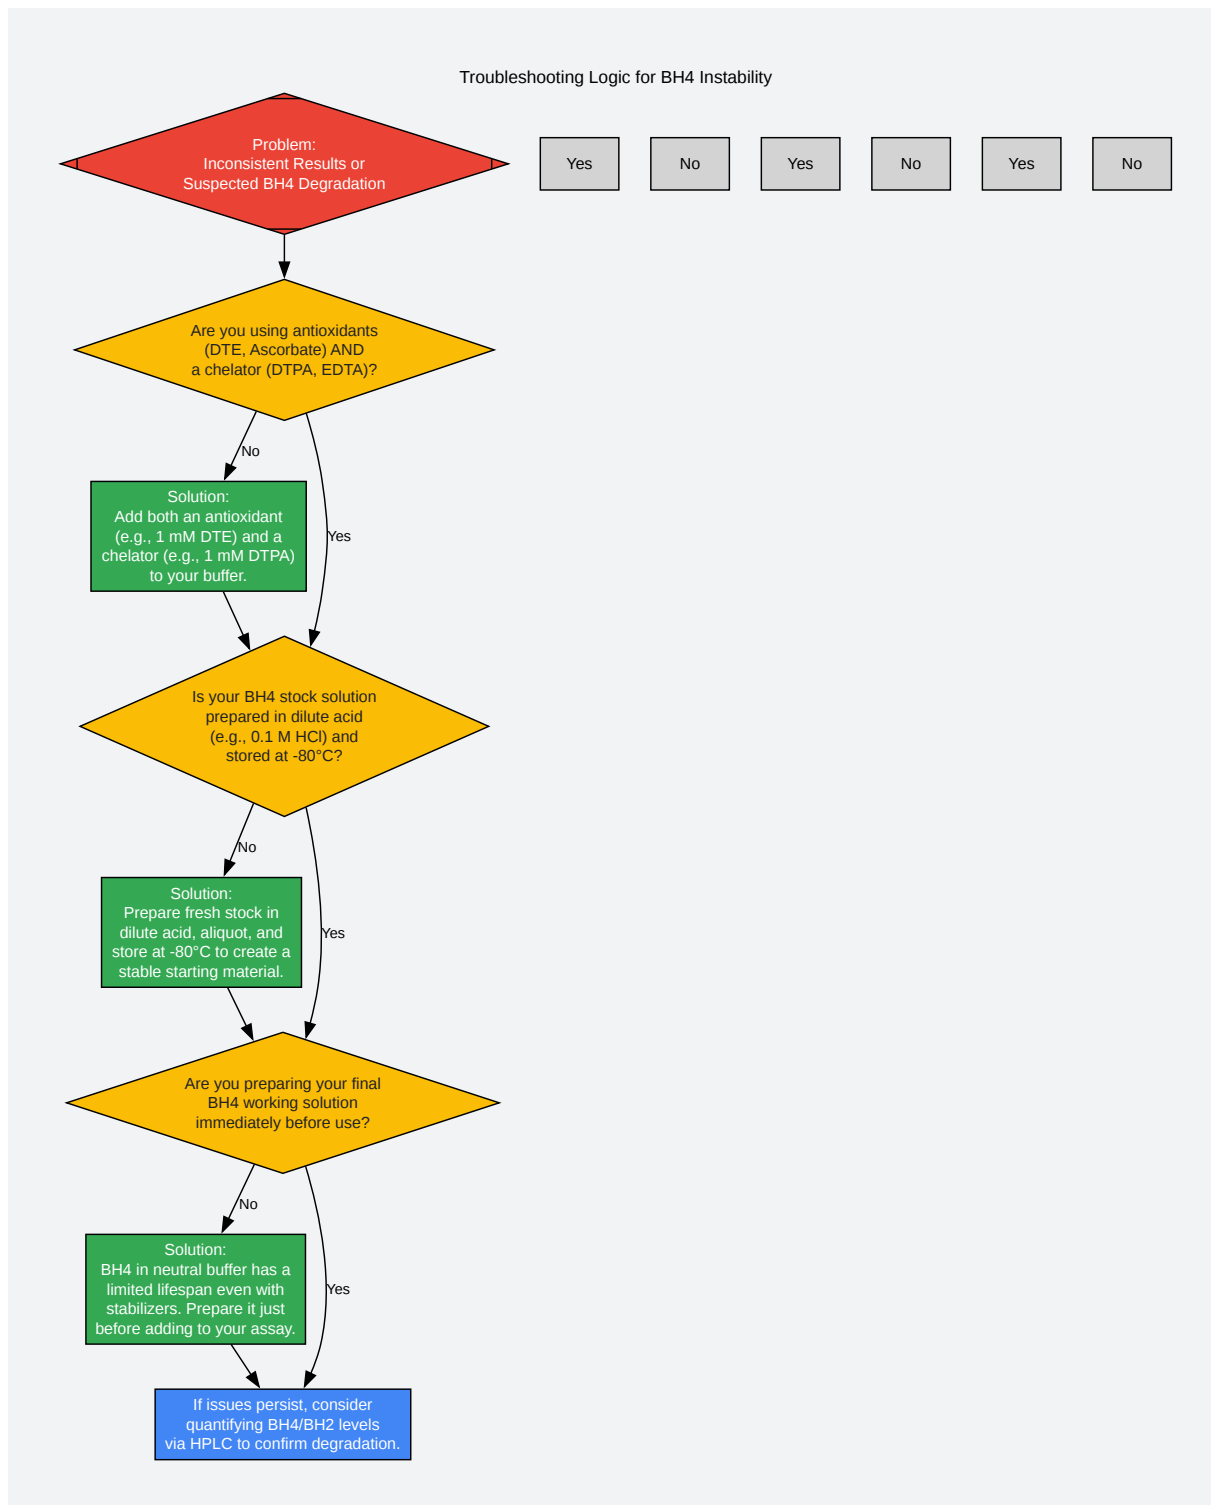 Troubleshooting Logic for BH4 Instability
Problem:
Inconsistent Results or
Suspected BH4 Degradation
Yes
No
Yes
No
Yes
No
Are you using antioxidants
(DTE, Ascorbate) AND
a chelator (DTPA, EDTA)?
No
Solution:
Add both an antioxidant
(e.g., 1 mM DTE) and a
chelator (e.g., 1 mM DTPA)
to your buffer.
Yes
Is your BH4 stock solution
prepared in dilute acid
(e.g., 0.1 M HCl) and
stored at -80°C?
No
Solution:
Prepare fresh stock in
dilute acid, aliquot, and
store at -80°C to create a
stable starting material.
Yes
Are you preparing your final
BH4 working solution
immediately before use?
No
Solution:
BH4 in neutral buffer has a
limited lifespan even with
stabilizers. Prepare it just
before adding to your assay.
Yes
If issues persist, consider
quantifying BH4/BH2 levels
via HPLC to confirm degradation.